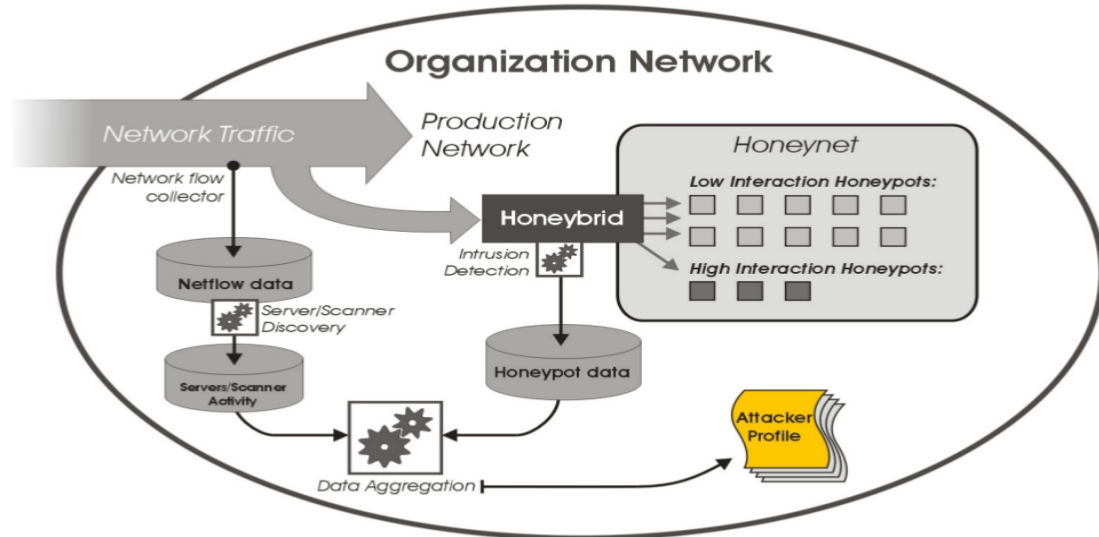 Organization Network
Network Traffic
Production
Network
Network flow
collector
Honeynet
Low Interaction Honeypots:
High Interaction Honeypots:
Honeybrid
Intrusion
Detection
Netflow data
Server/Scanner
Discovery
Servers/Scanner
Activity
Honeypot data
Attacker
Profile
Data Aggregation